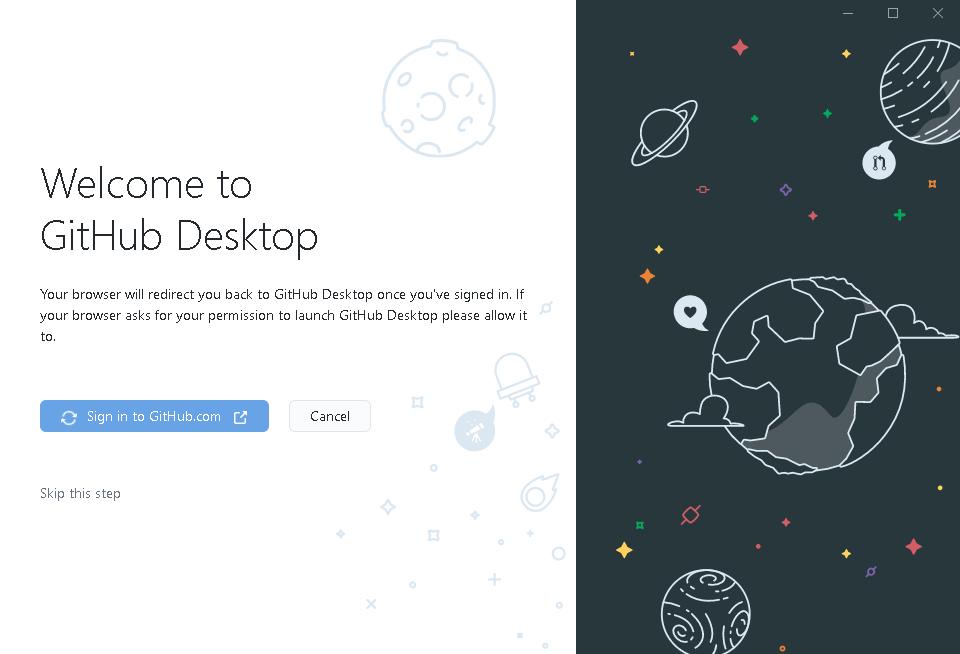 Welcome to
GitHub Desktop
Your browser will redirect you back to GitHub Desktop once you've signed in. If
your browser asks for your permission to launch GitHub Desktop please allow it
to.
Sign in to GitHub.com
Cancel
Skip this step